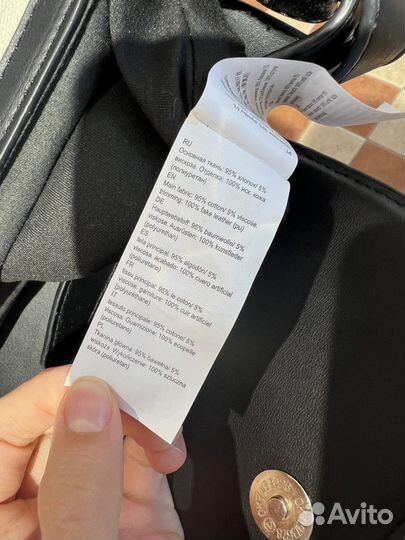 RU
Основная ткань: 95% хлопок/ 5%
вискоза. Отделка: 100% иск. кожа
(полиуретан)
EN
Main fabric: 95% cotton/ 5% viscose.
trimming: 100% fake leather (pu)
DE
Hauptwebstoff: 95% baumwolle/ 5%
viskose. Ausrüsten: 100% kunstleder
(polyurethan)
ES
tela principal: 95% algodón/ 5%
viscosa, acabado: 100% cuero artificial
(poliuretano)
FR
tissu principal: 95% le coton/ 5%
viscose, garniture: 100% cuir artificiel
(polyuréthane)
IT
tessuto principale: 95% cotone/ 5%
viscosa. Guarnizione: 100% ecopelle
(poliuretano)
PL
Tkanina główna: 95% bawełna/ 5%
wiskoza. Wykończenie: 100% sztuczna
skóra (poliuretan)
Avito